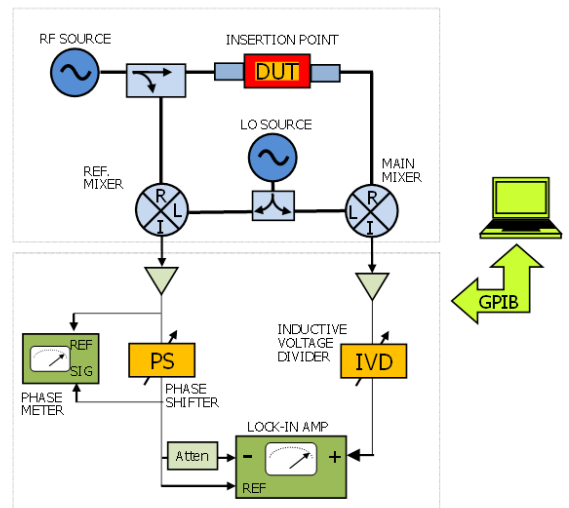 RF SOURCE
INSERTION POINT
DUT
LO SOURCE
REF.
MIXER
MAIN
MIXER
R
L
I
R
L
I
GPIB
REF
SIG
PHASE
METER
PS
PHASE
SHIFTER
INDUCTIVE
VOLTAGE
DIVIDER
IVD
LOCK-IN AMP
Atten
-
+
REF